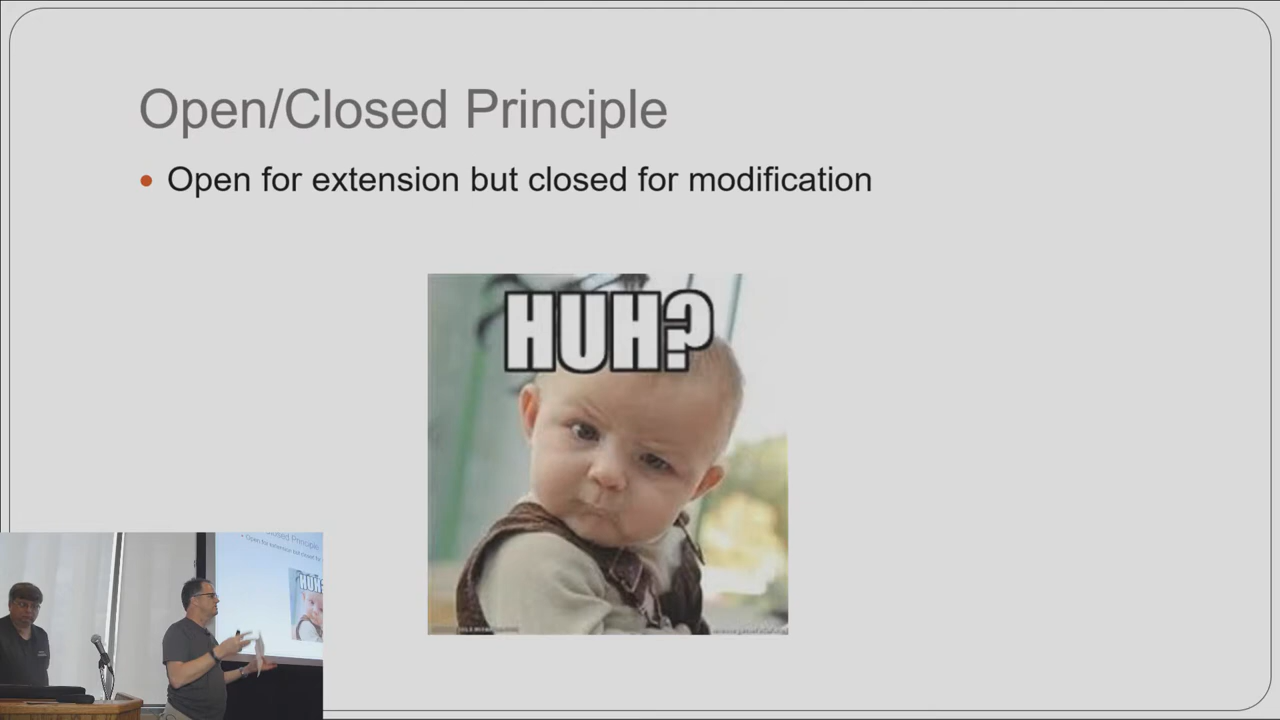 Open/Closed Principle
Open for extension but closed for modification
HUH?